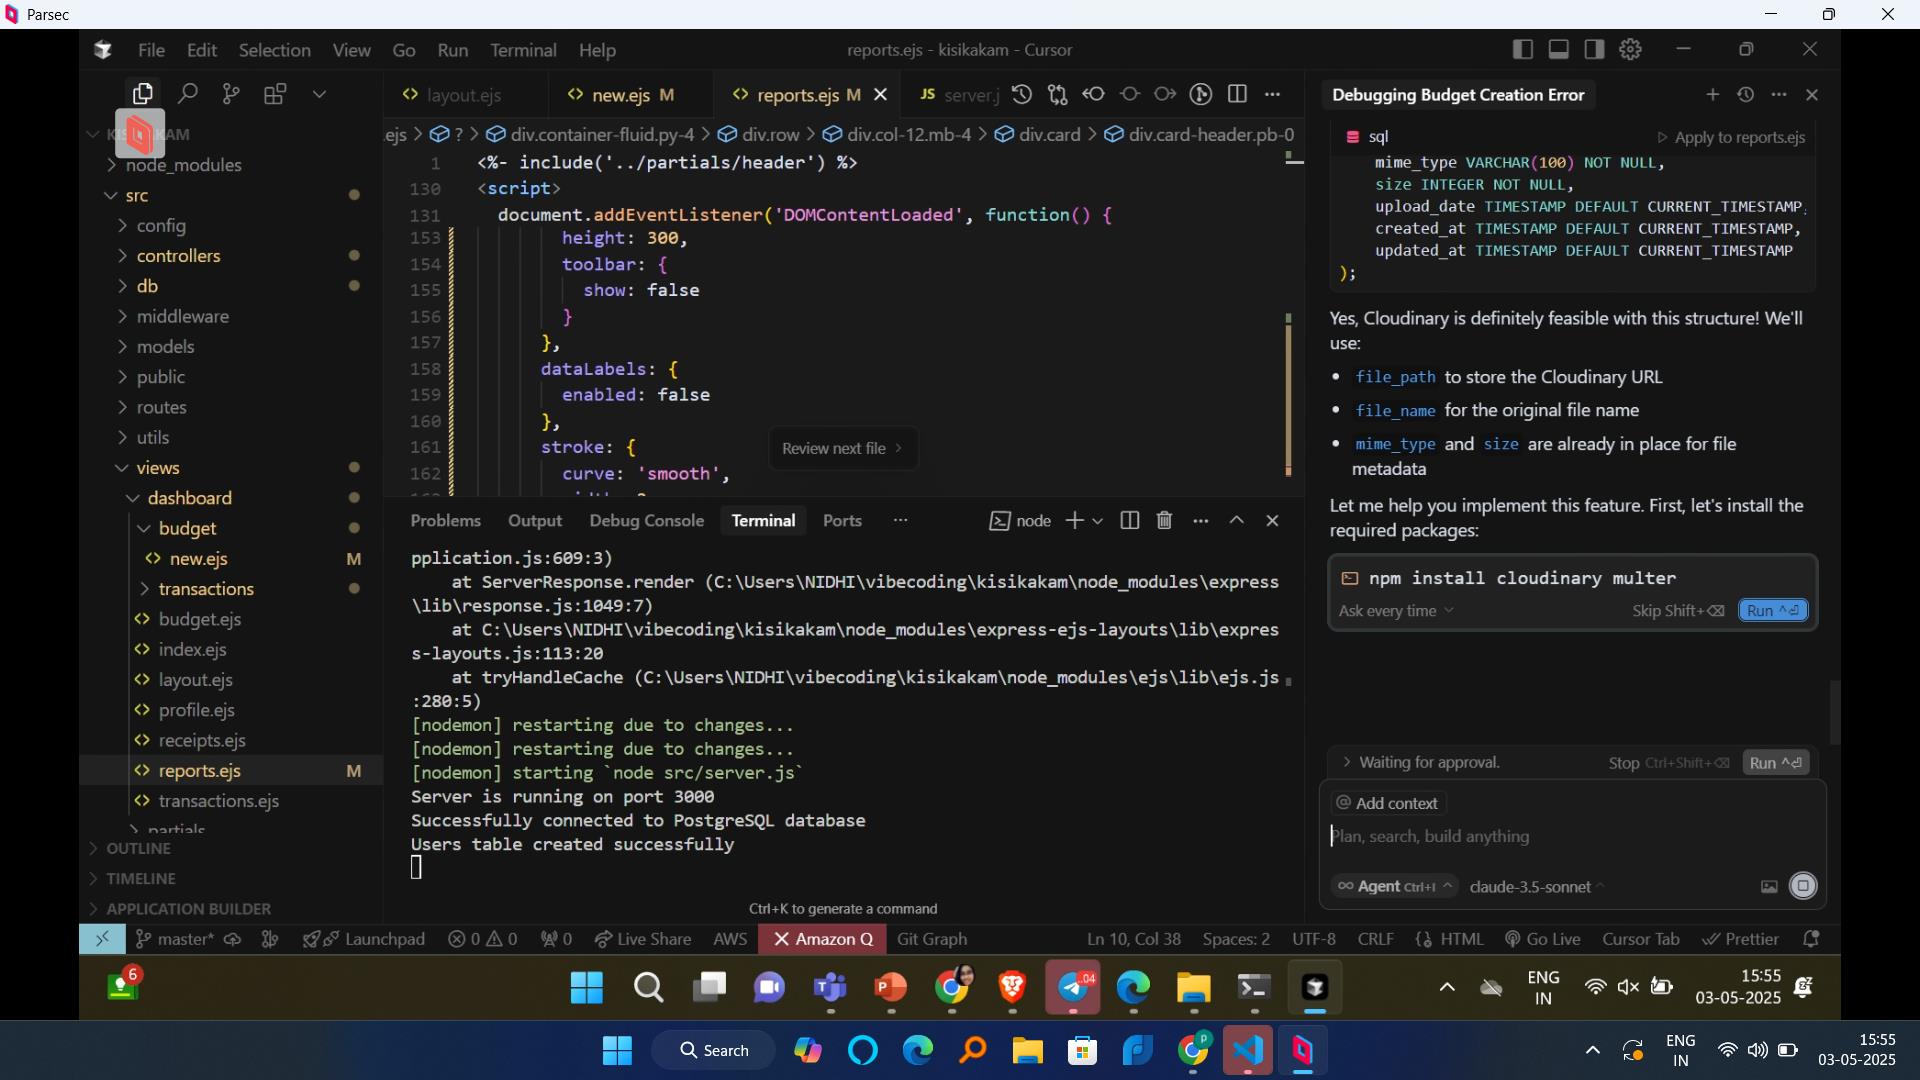 Parsec
File Edit Selection View Go Run Terminal Help
reports.ejs - kisikakam - Cursor
layout.ejs
new.ejs M
reports.ejs M
JS server.j
.ejs > ? > div.container-fluid.py-4 > div.row > div.col-12.mb-4 > div.card > div.card-header.pb-0
node_modules
src
config
controllers
db
middleware
models
public
routes
utils
views
dashboard
budget
new.ejs M
transactions
budget.ejs
index.ejs
layout.ejs
profile.ejs
receipts.ejs
reports.ejs M
transactions.ejs
partials
OUTLINE
TIMELINE
APPLICATION BUILDER
1 <%- include('../partials/header') %>
130 <script>
131 document.addEventListener('DOMContentLoaded', function() {
153 height: 300,
154 toolbar: {
155 show: false
156 }
157 },
158 dataLabels: {
159 enabled: false
160 },
161 stroke: {
162 curve: 'smooth',
Review next file >
Problems Output Debug Console Terminal Ports ...
node
pplication.js:609:3)
at ServerResponse.render (C:\Users\NIDHI\vibecoding\kisikakam\node_modules\express
\lib\response.js:1049:7)
at C:\Users\NIDHI\vibecoding\kisikakam\node_modules\express-ejs-layouts\lib\expres
s-layouts.js:113:20
at tryHandleCache (C:\Users\NIDHI\vibecoding\kisikakam\node_modules\ejs\lib\ejs.js
:280:5)
[nodemon] restarting due to changes...
[nodemon] restarting due to changes...
[nodemon] starting `node src/server.js`
Server is running on port 3000
Successfully connected to PostgreSQL database
Users table created successfully
Ctrl+K to generate a command
Debugging Budget Creation Error
sql
Apply to reports.ejs
mime_type VARCHAR(100) NOT NULL,
size INTEGER NOT NULL,
upload_date TIMESTAMP DEFAULT CURRENT_TIMESTAMP,
created_at TIMESTAMP DEFAULT CURRENT_TIMESTAMP,
updated_at TIMESTAMP DEFAULT CURRENT_TIMESTAMP
);
Yes, Cloudinary is definitely feasible with this structure! We'll
use:
• file_path to store the Cloudinary URL
• file_name for the original file name
• mime_type and size are already in place for file
metadata
Let me help you implement this feature. First, let's install the
required packages:
npm install cloudinary multer
Ask every time
Skip Shift+⌫
Run ^⏎
> Waiting for approval.
Stop Ctrl+Shift+⌫
Run ^⏎
@ Add context
Plan, search, build anything
∞ Agent Ctrl+I
claude-3.5-sonnet
master* Launchpad 0 0 0 Live Share AWS Amazon Q Git Graph
Ln 10, Col 38 Spaces: 2 UTF-8 CRLF {} HTML Go Live Cursor Tab Prettier
6
.04
ENG
IN
15:55
03-05-2025
Search
P
ENG
IN
15:55
03-05-2025